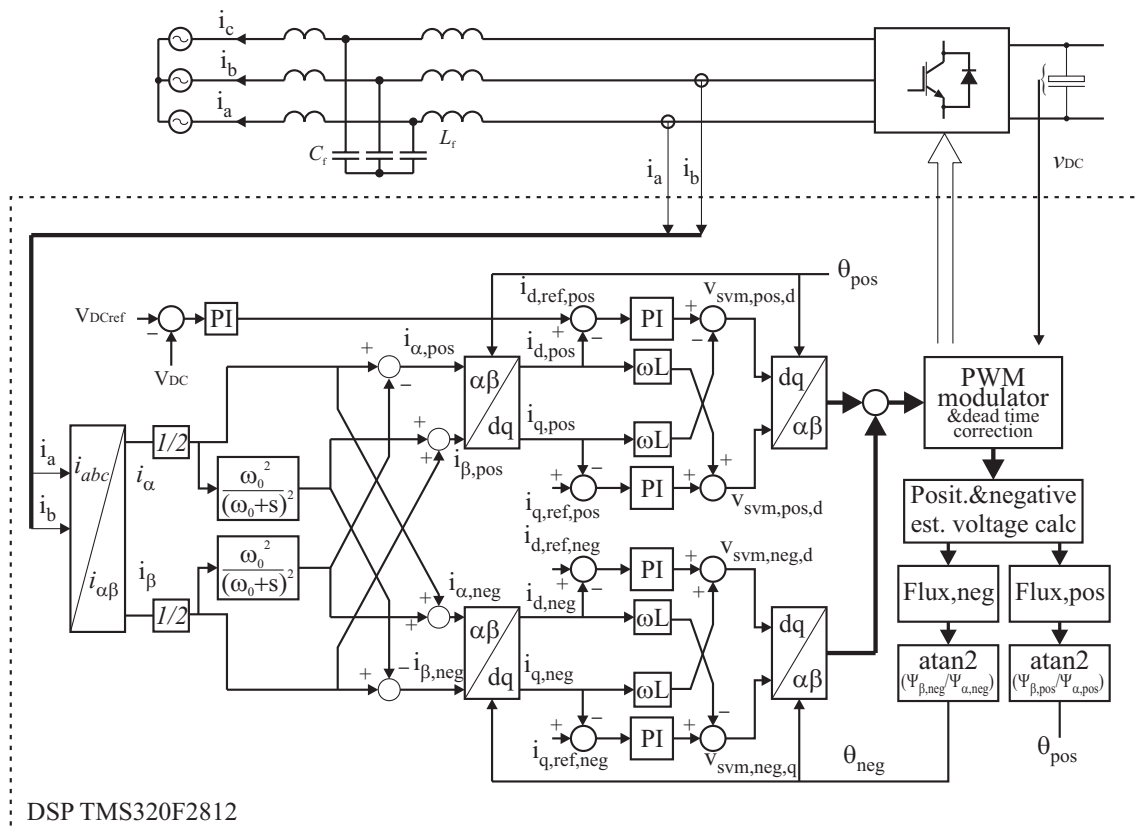 i_c
i_b
i_a
C_f
L_f
i_a
i_b
v_DC
θ_pos
i_d,ref,pos
v_svm,pos,d
V_DCref
+
−
PI
+
−
PI
+
−
V_DC
i_α,pos
i_d,pos
+
−
αβ
dq
ωL
dq
αβ
PWM
modulator
&dead time
correction
i_q,pos
ωL
1/2
+
+
i_β,pos
i_a
i_abc
i_α
ω_0^2
(ω_0+s)^2
−
+
PI
+
+
i_q,ref,pos
v_svm,pos,d
Posit.&negative
est. voltage calc
i_b
i_d,ref,neg
v_svm,neg,d
ω_0^2
(ω_0+s)^2
+
−
PI
+
+
i_αβ
i_β
i_α,neg
i_d,neg
Flux,neg
Flux,pos
1/2
+
+
αβ
dq
ωL
dq
αβ
i_q,neg
atan2
(Ψ_β,neg/Ψ_α,neg)
atan2
(Ψ_β,pos/Ψ_α,pos)
+
−
i_β,neg
ωL
+
−
PI
+
−
i_q,ref,neg
v_svm,neg,q
θ_neg
θ_pos
DSP TMS320F2812